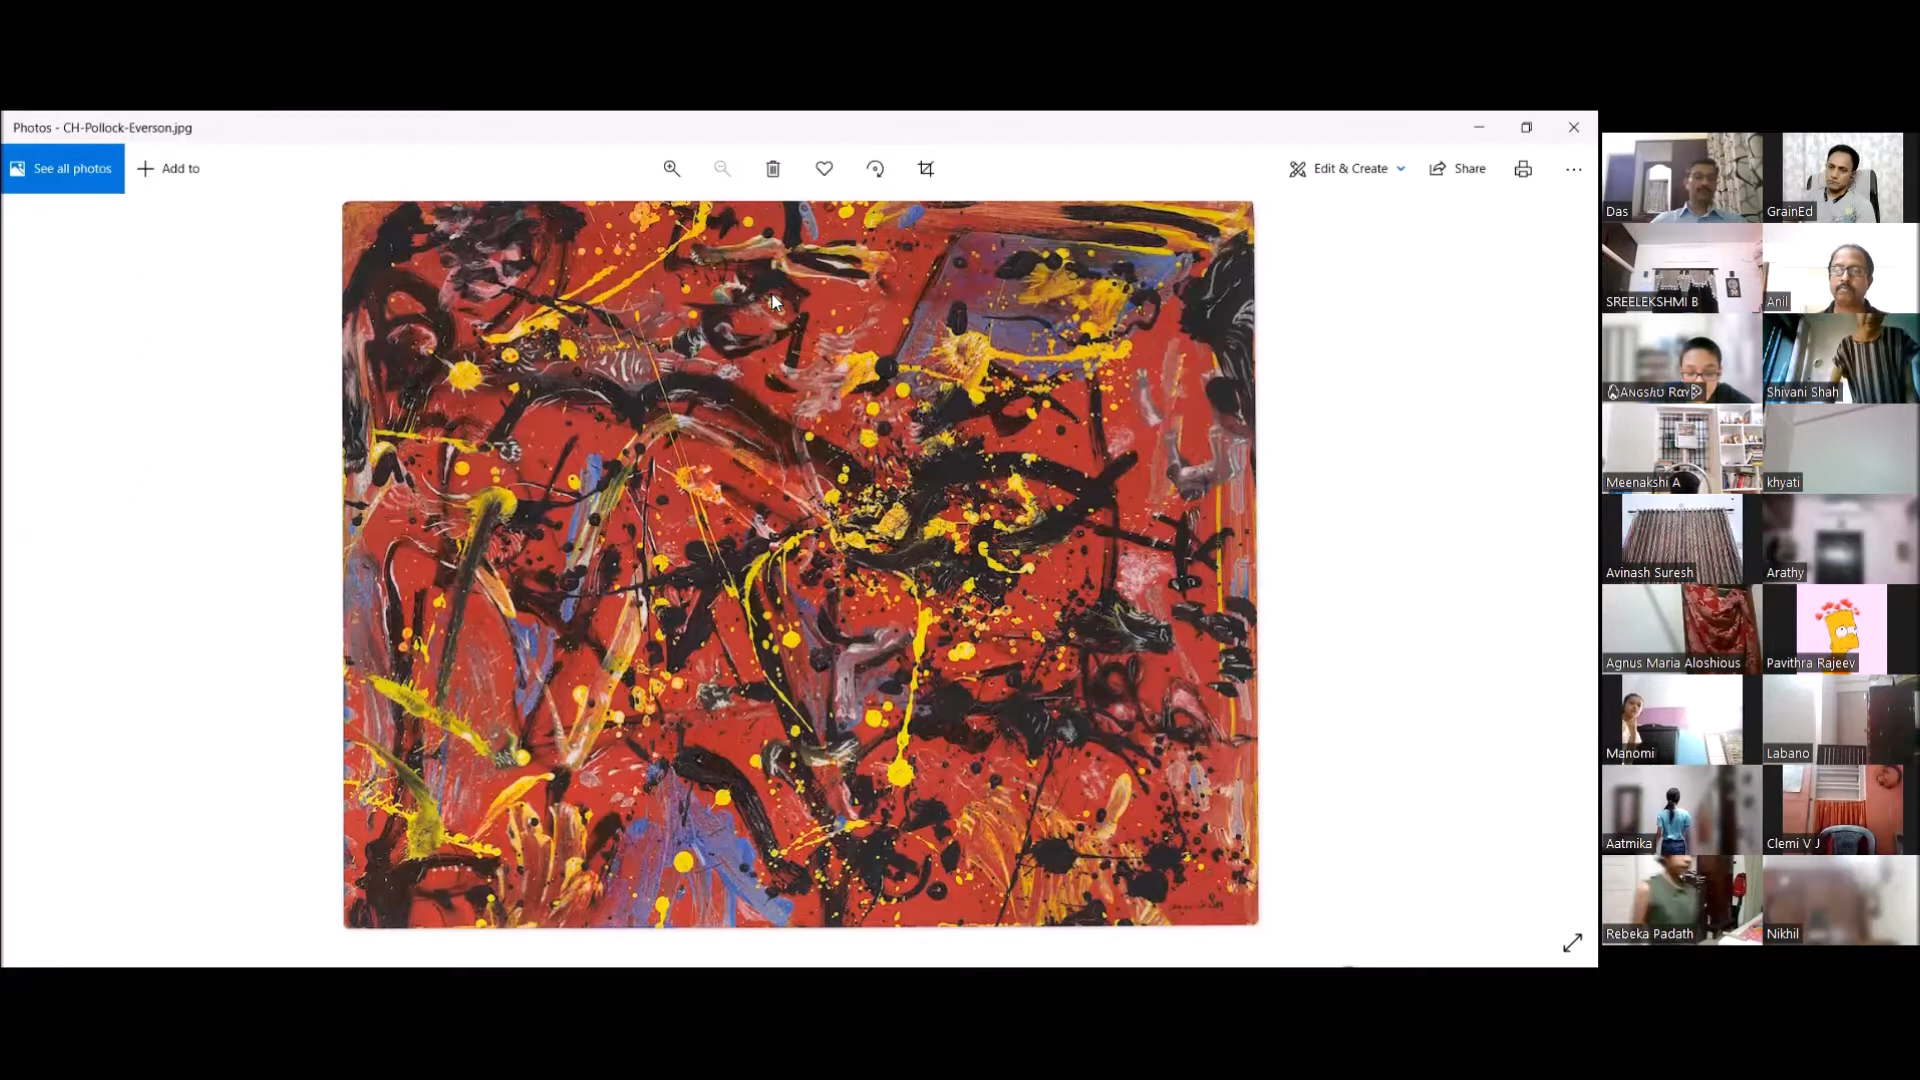 Photos - CH-Pollock-Everson.jpg
See all photos
Add to
Edit & Create
Share
Das
GrainEd
SREELEKSHMI B
Anil
Shivani Shah
Meenakshi A
khyati
Avinash Suresh
Arathy
Agnus Maria Aloshious
Pavithra Rajeev
Manomi
Labano
Aatmika
Clemi V J
Rebeka Padath
Nikhil